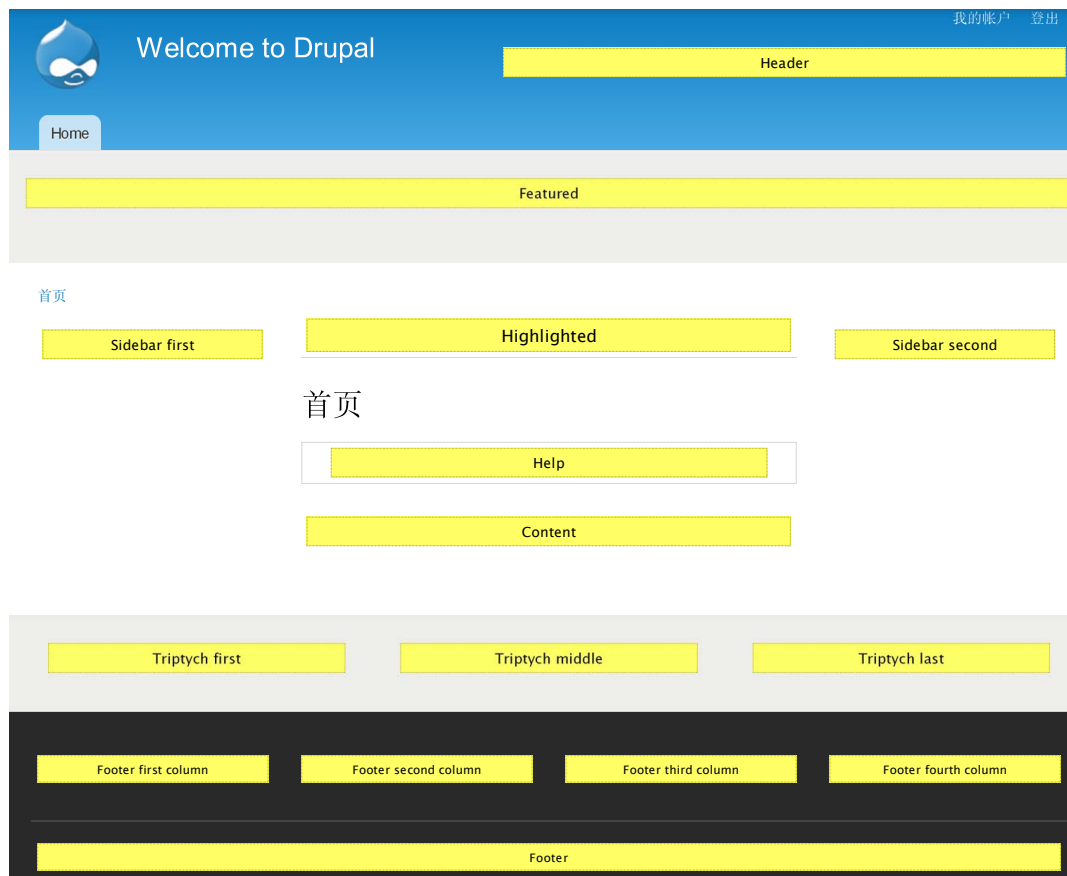 我的帐户 登出
Welcome to Drupal
Header
Home
Featured
首页
Sidebar first
Highlighted
Sidebar second
首页
Help
Content
Triptych first
Triptych middle
Triptych last
Footer first column
Footer second column
Footer third column
Footer fourth column
Footer